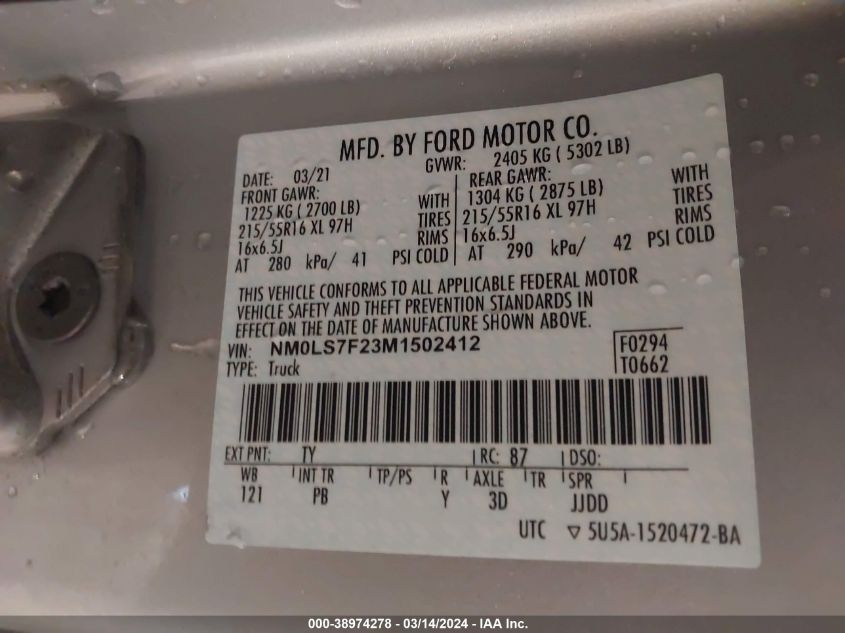 MFD. BY FORD MOTOR CO.
DATE: 03/21 GVWR: 2405 KG ( 5302 LB)
FRONT GAWR: REAR GAWR:
1225 KG ( 2700 LB) WITH 1304 KG ( 2875 LB) WITH
215/55R16 XL 97H TIRES 215/55R16 XL 97H TIRES
16x6.5J RIMS 16x6.5J RIMS
AT 280 kPa/ 41 PSI COLD AT 290 kPa/ 42 PSI COLD
THIS VEHICLE CONFORMS TO ALL APPLICABLE FEDERAL MOTOR
VEHICLE SAFETY AND THEFT PREVENTION STANDARDS IN
EFFECT ON THE DATE OF MANUFACTURE SHOWN ABOVE.
VIN: NM0LS7F23M1502412 F0294
TYPE: Truck T0662
EXT PNT: TY RC: 87 DSO:
WB INT TR TP/PS R AXLE TR SPR
121 PB Y 3D JJDD
UTC ▽ 5U5A-1520472-BA
000-38974278 - 03/14/2024 - IAA Inc.